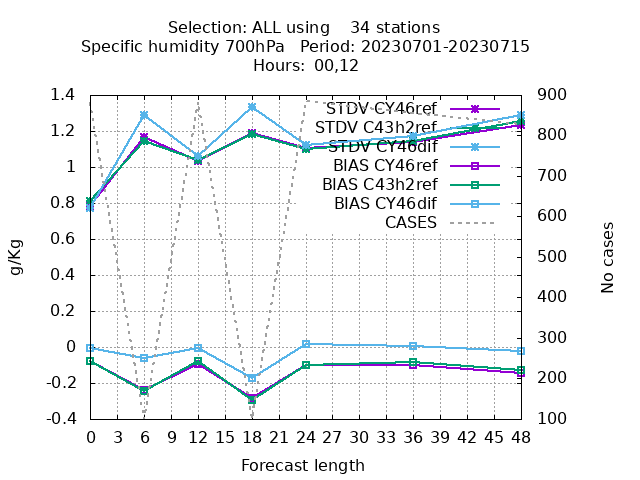 Selection: ALL using 34 stations
Specific humidity 700hPa Period: 20230701-20230715
Hours: 00,12
1.4
1.2
1
0.8
0.6
0.4
0.2
0
-0.2
-0.4
g/Kg
STDV CY46ref
STDV C43h2ref
STDV CY46dif
BIAS CY46ref
BIAS C43h2ref
BIAS CY46dif
CASES
900
800
700
600
500
400
300
200
100
No cases
0 3 6 9 12 15 18 21 24 27 30 33 36 39 42 45 48
Forecast length